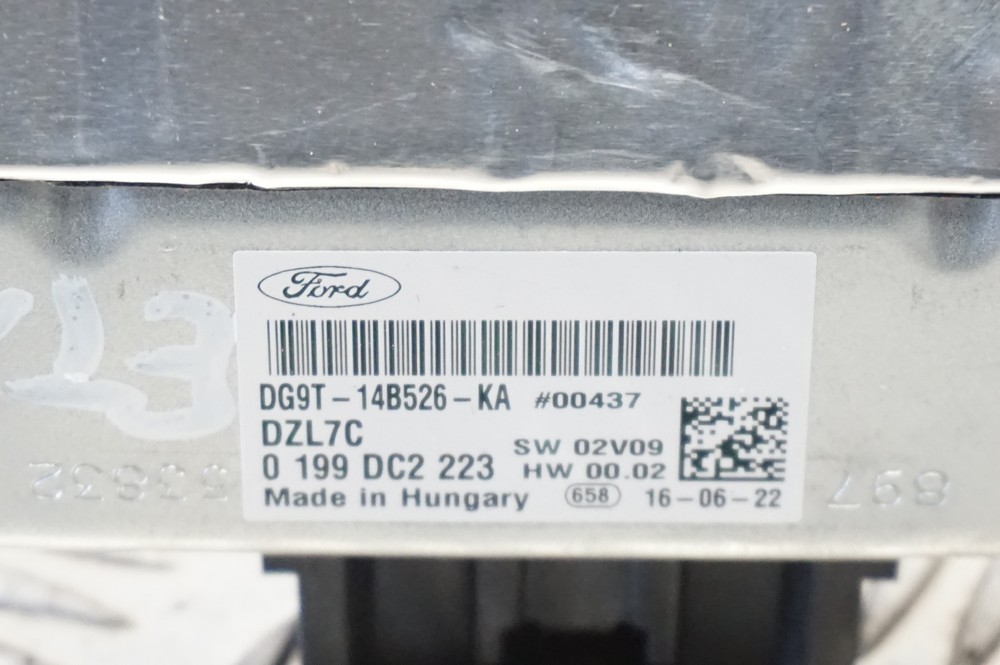 Ford
DG9T-14B526-KA #00437
DZL7C
SW 02V09
0 199 DC2 223
HW 00.02
Made in Hungary 658 16-06-22